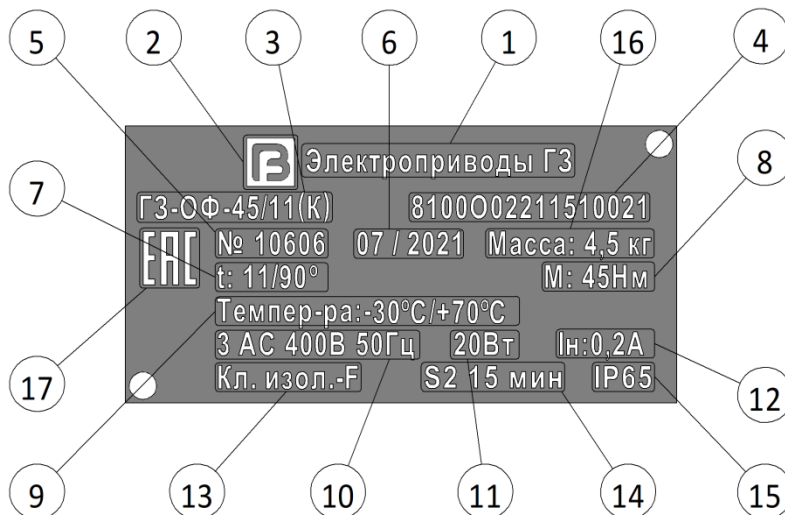 5 2 3 6 1 16 4
Электроприводы ГЗ
ГЗ-ОФ-45/11(К) 8100O02211510021
7 8
EAC № 10606 07 / 2021 Масса: 4,5 кг
t: 11/90° М: 45Нм
Темпер-ра:-30°C/+70°C
3 AC 400В 50Гц 20Вт Iн:0,2А
17 12
Кл. изол.-F S2 15 мин IP65
9 13 10 11 14 15